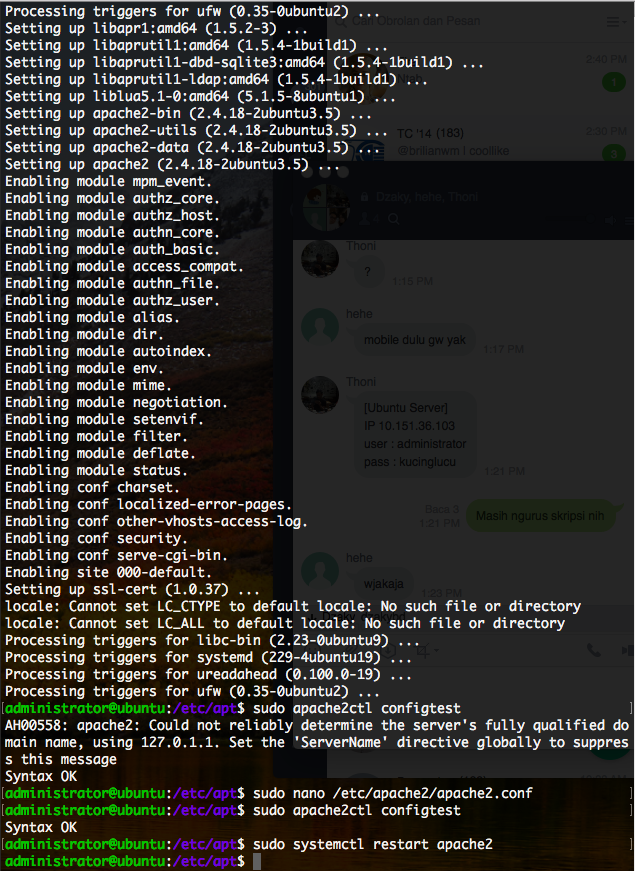 Processing triggers for ufw (0.35-0ubuntu2) ...
Setting up libapr1:amd64 (1.5.2-3) ...
Setting up libaprutil1:amd64 (1.5.4-1build1) ...
Setting up libaprutil1-dbd-sqlite3:amd64 (1.5.4-1build1) ...
Setting up libaprutil1-ldap:amd64 (1.5.4-1build1) ...
Setting up liblua5.1-0:amd64 (5.1.5-8ubuntu1) ...
Setting up apache2-bin (2.4.18-2ubuntu3.5) ...
Setting up apache2-utils (2.4.18-2ubuntu3.5) ...
Setting up apache2-data (2.4.18-2ubuntu3.5) ...
Setting up apache2 (2.4.18-2ubuntu3.5) ...
Enabling module mpm_event.
Enabling module authz_core.
Enabling module authz_host.
Enabling module authn_core.
Enabling module auth_basic.
Enabling module access_compat.
Enabling module authn_file.
Enabling module authz_user.
Enabling module alias.
Enabling module dir.
Enabling module autoindex.
Enabling module env.
Enabling module mime.
Enabling module negotiation.
Enabling module setenvif.
Enabling module filter.
Enabling module deflate.
Enabling module status.
Enabling conf charset.
Enabling conf localized-error-pages.
Enabling conf other-vhosts-access-log.
Enabling conf security.
Enabling conf serve-cgi-bin.
Enabling site 000-default.
Setting up ssl-cert (1.0.37) ...
locale: Cannot set LC_CTYPE to default locale: No such file or directory
locale: Cannot set LC_ALL to default locale: No such file or directory
Processing triggers for libc-bin (2.23-0ubuntu9) ...
Processing triggers for systemd (229-4ubuntu19) ...
Processing triggers for ureadahead (0.100.0-19) ...
Processing triggers for ufw (0.35-0ubuntu2) ...
[administrator@ubuntu:/etc/apt$ sudo apache2ctl configtest ]
AH00558: apache2: Could not reliably determine the server's fully qualified do
main name, using 127.0.1.1. Set the 'ServerName' directive globally to suppres
s this message
Syntax OK
[administrator@ubuntu:/etc/apt$ sudo nano /etc/apache2/apache2.conf ]
[administrator@ubuntu:/etc/apt$ sudo apache2ctl configtest ]
Syntax OK
[administrator@ubuntu:/etc/apt$ sudo systemctl restart apache2 ]
administrator@ubuntu:/etc/apt$
Cari Obrolan dan Pesan
2:40 PM
1
TC '14 (183)
2:39 PM
@brilianwm I coollike
5
Dzaky, hehe, Thoni
Thoni
?
1:15 PM
hehe
mobile dulu gw yak
1:17 PM
Thoni
[Ubuntu Server]
IP 10.151.36.103
user : administrator
pass : kucinglucu
1:21 PM
Baca 3
1:21 PM
Masih ngurus skripsi nih
hehe
wjakaja
1:23 PM